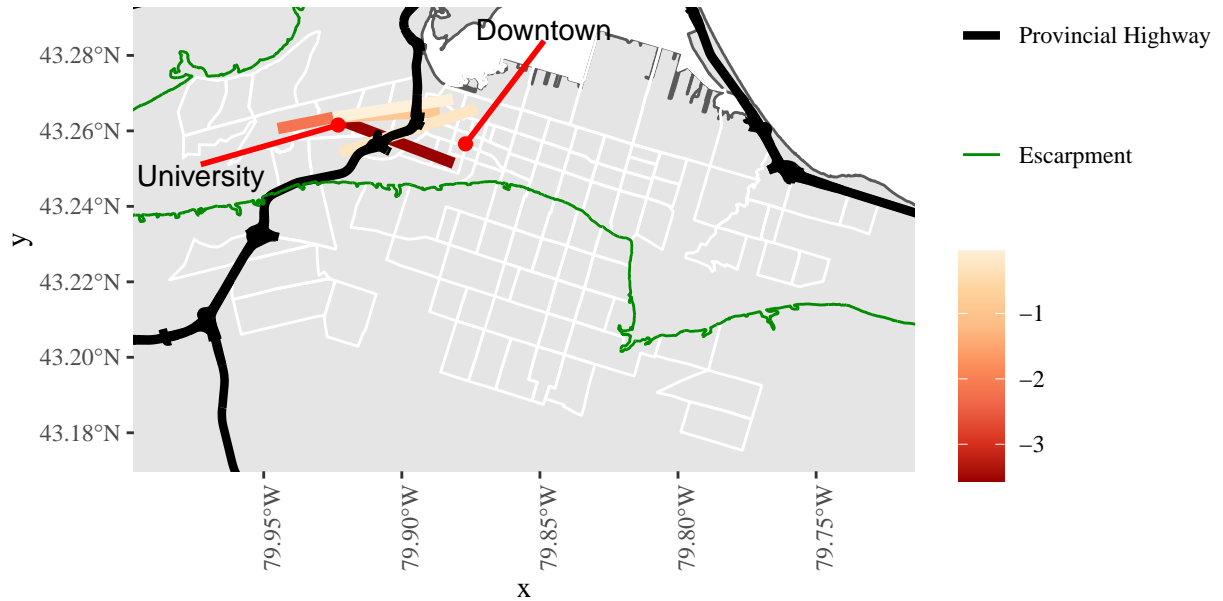 Downtown
University
43.28°N
43.26°N
43.24°N
43.22°N
43.20°N
43.18°N
y
79.95°W
79.90°W
79.85°W
79.80°W
79.75°W
x
Provincial Highway
Escarpment
−1
−2
−3